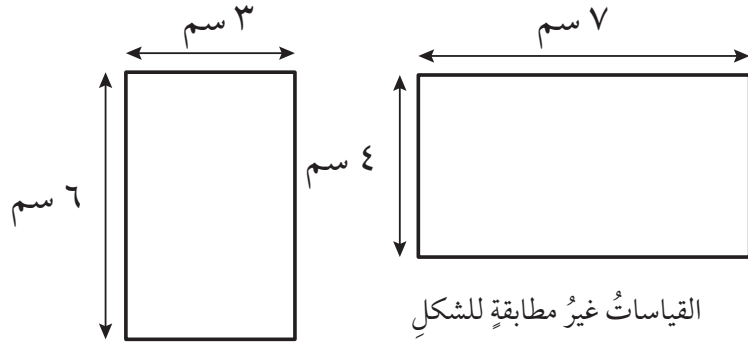 ٧ سم
٣ سم
٤ سم
٦ سم
القياساتُ غيرُ مطابقةٍ للشكلِ